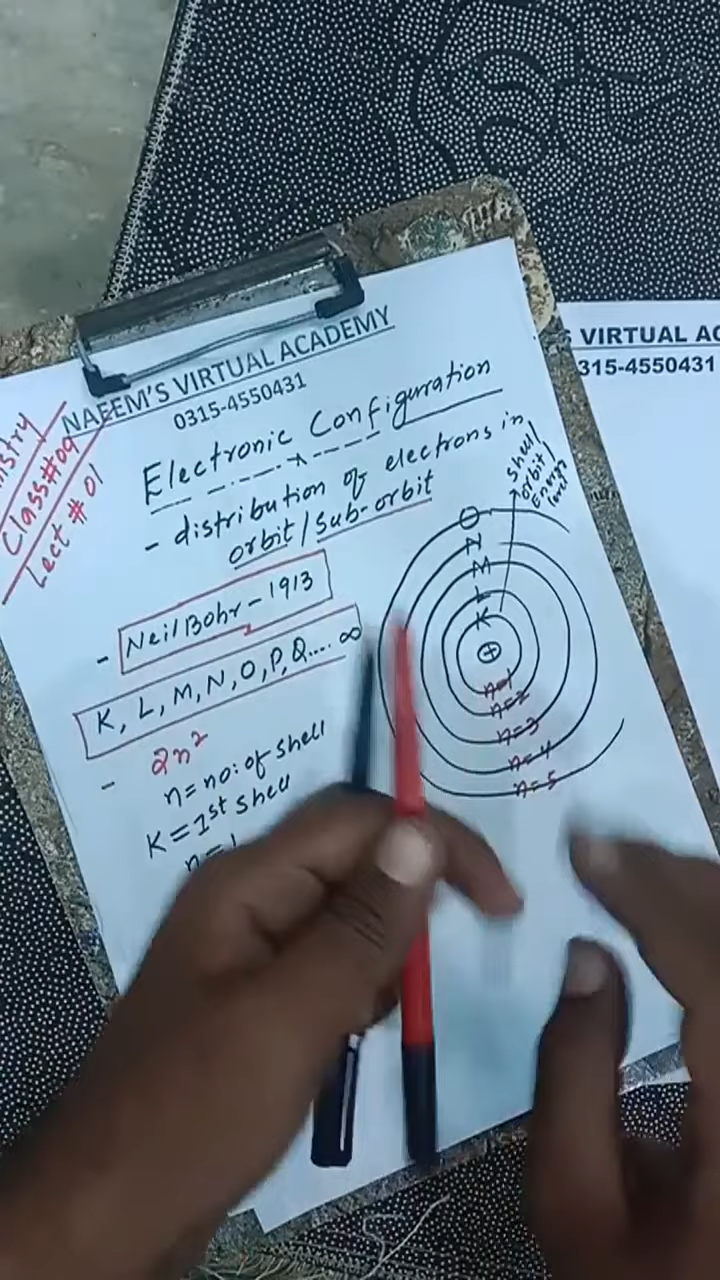 NAEEM'S VIRTUAL ACADEMY
0315-4550431
VIRTUAL AC
315-4550431
Class#09
Lect # 01
Electronic Configuration
- distribution of electrons in
orbit/Sub-orbit
- Neil Bohr - 1913
K, L, M, N, O, P, Q.... ∞
- 2n²
n = no: of shell
K = 1st shell
n = 1
shell/
orbit/
Energy
level
O
N
M
L
K
+
n=1
n=2
n=3
n=4
n=5